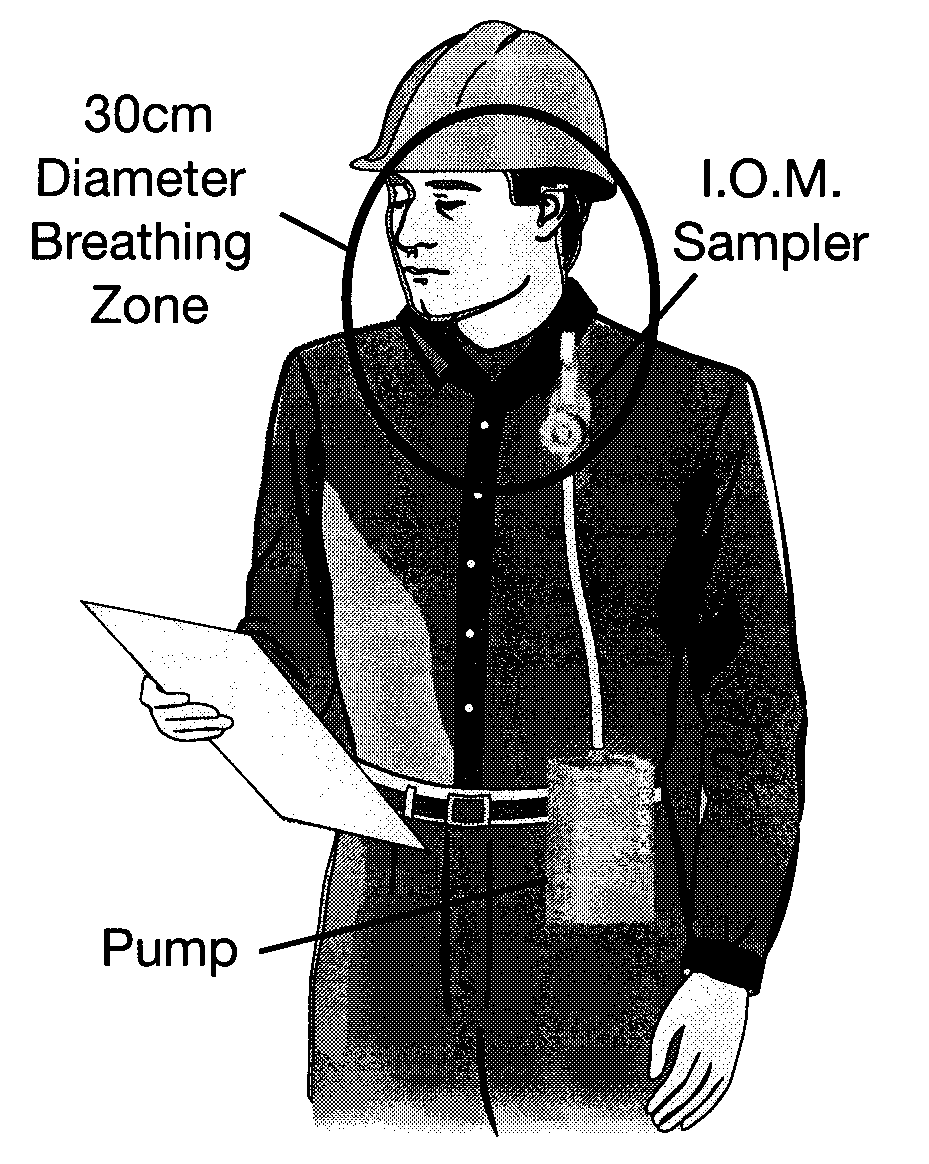 30cm
Diameter
Breathing
Zone
I.O.M.
Sampler
Pump